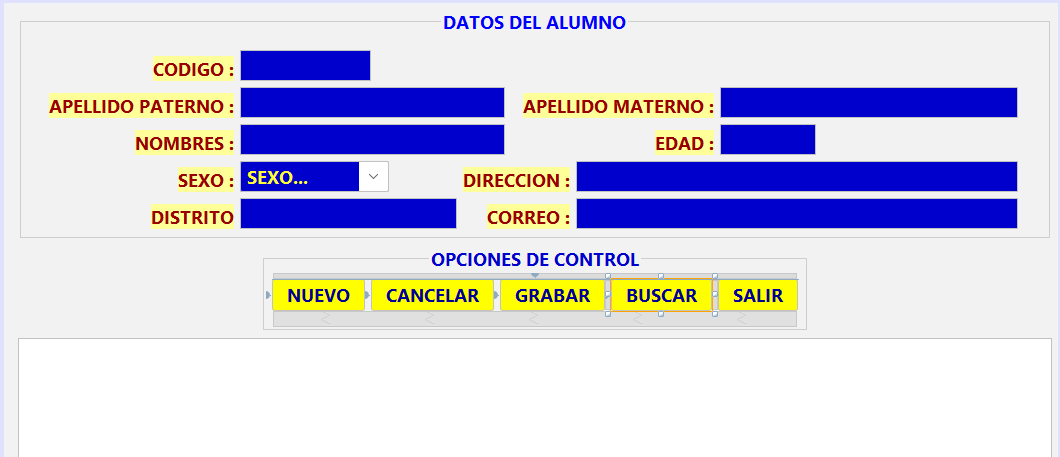 DATOS DEL ALUMNO
CODIGO :
APELLIDO PATERNO : APELLIDO MATERNO :
NOMBRES : EDAD :
SEXO : SEXO... DIRECCION :
DISTRITO CORREO :
OPCIONES DE CONTROL
NUEVO CANCELAR GRABAR BUSCAR SALIR